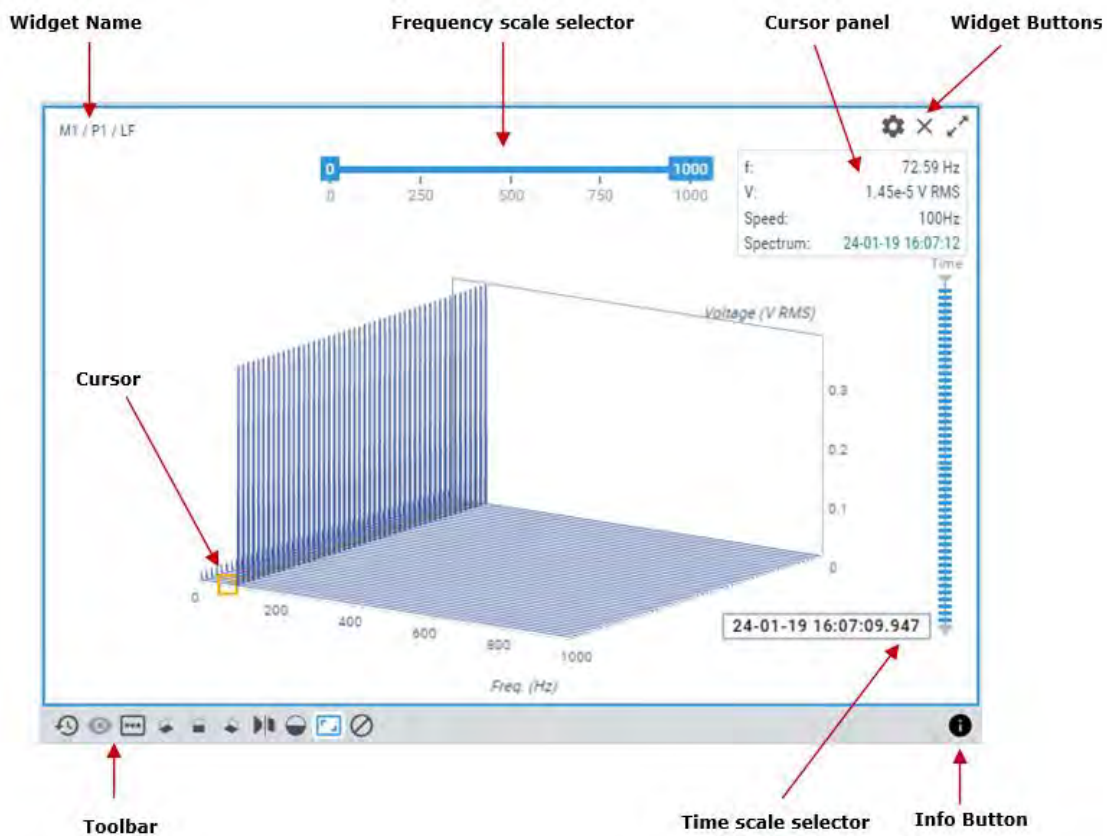 Widget Name
Frequency scale selector
Cursor panel
Widget Buttons
M1 / P1 / LF
0 1000
0 250 500 750 1000
f: 72.59 Hz
V: 1.45e-5 V RMS
Speed: 100Hz
Spectrum: 24-01-19 16:07:12
Time
Voltage (V RMS)
0.3
0.2
0.1
0
Cursor
0
200
400
600
800
1000
Freq. (Hz)
24-01-19 16:07:09.947
Toolbar
Time scale selector
Info Button